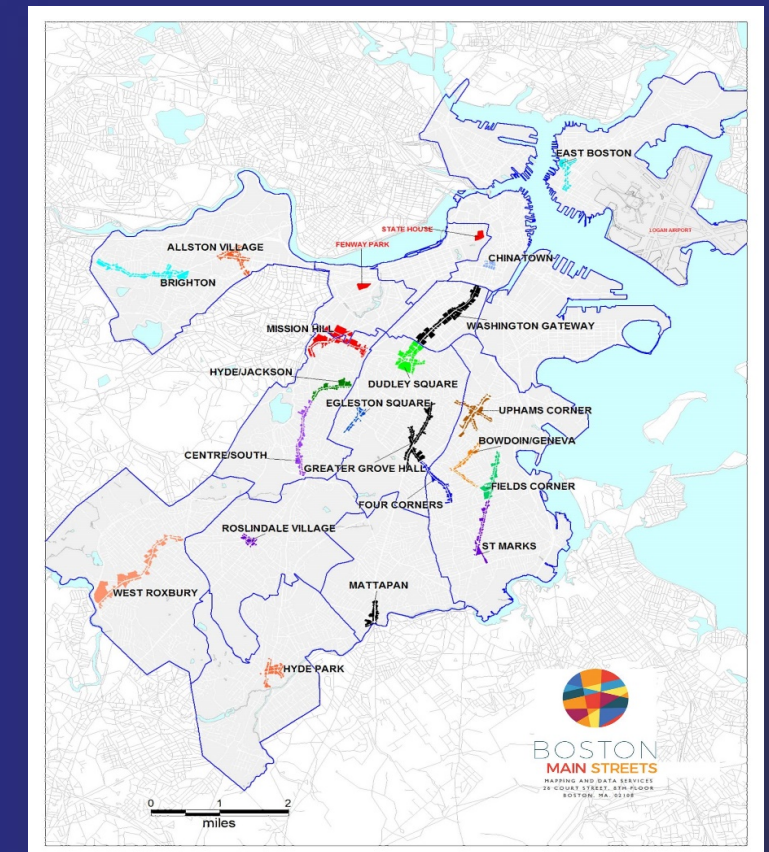 EAST BOSTON
STATE HOUSE
LOGAN AIRPORT
ALLSTON VILLAGE
FENWAY PARK
CHINATOWN
BRIGHTON
MISSION HILL
WASHINGTON GATEWAY
HYDE/JACKSON
DUDLEY SQUARE
EGLESTON SQUARE
UPHAMS CORNER
BOWDOIN/GENEVA
CENTRE/SOUTH
GREATER GROVE HALL
FIELDS CORNER
FOUR CORNERS
ROSLINDALE VILLAGE
ST MARKS
MATTAPAN
WEST ROXBURY
HYDE PARK
BOSTON
MAIN STREETS
MAPPING AND DATA SERVICES
26 COURT STREET, 8TH FLOOR
BOSTON, MA. 02108
0 1 2
miles